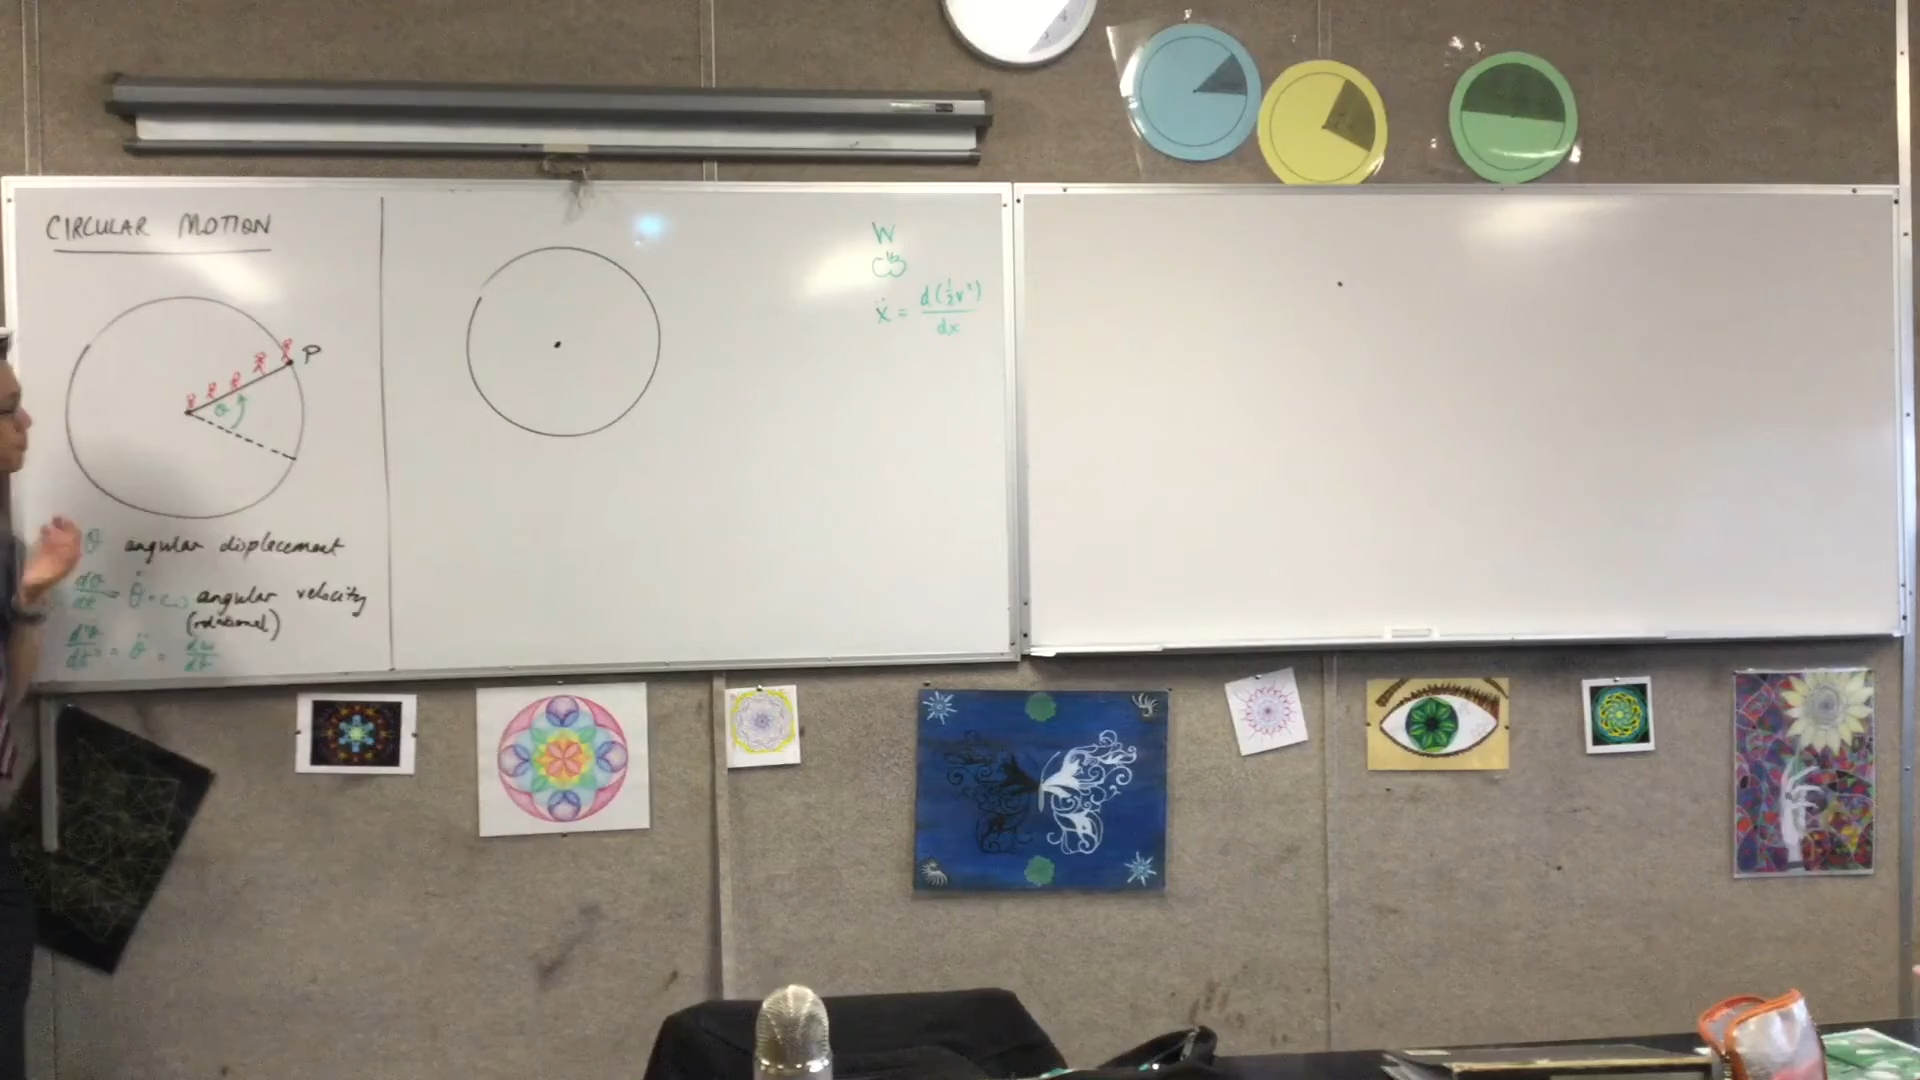 CIRCULAR MOTION
P
θ
θ angular displacement
dθ/dt = θ̇ = ω angular velocity
(rotational)
d²θ/dt² = θ̈ = dω/dt
W
ẍ = d(½v²)/dx